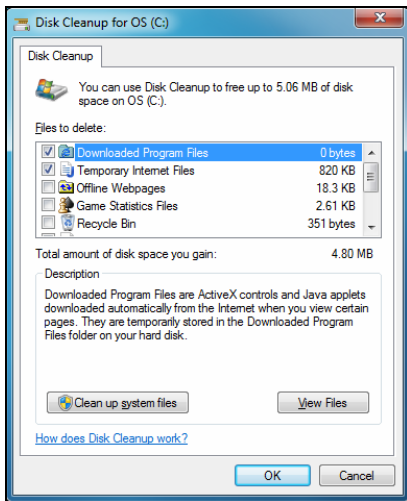 Disk Cleanup for OS (C:)
Disk Cleanup
You can use Disk Cleanup to free up to 5.06 MB of disk
space on OS (C:).
Files to delete:
Downloaded Program Files 0 bytes
Temporary Internet Files 820 KB
Offline Webpages 18.3 KB
Game Statistics Files 2.61 KB
Recycle Bin 351 bytes
Total amount of disk space you gain: 4.80 MB
Description
Downloaded Program Files are ActiveX controls and Java applets
downloaded automatically from the Internet when you view certain
pages. They are temporarily stored in the Downloaded Program
Files folder on your hard disk.
Clean up system files View Files
How does Disk Cleanup work?
OK Cancel